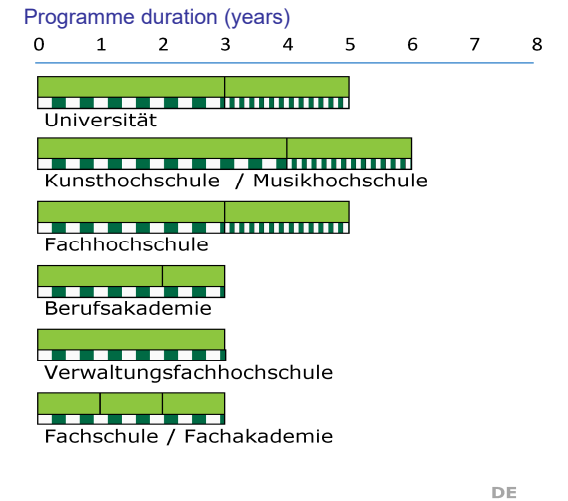 Programme duration (years)
0 1 2 3 4 5 6 7 8
Universität
Kunsthochschule / Musikhochschule
Fachhochschule
Berufsakademie
Verwaltungsfachhochschule
Fachschule / Fachakademie
DE